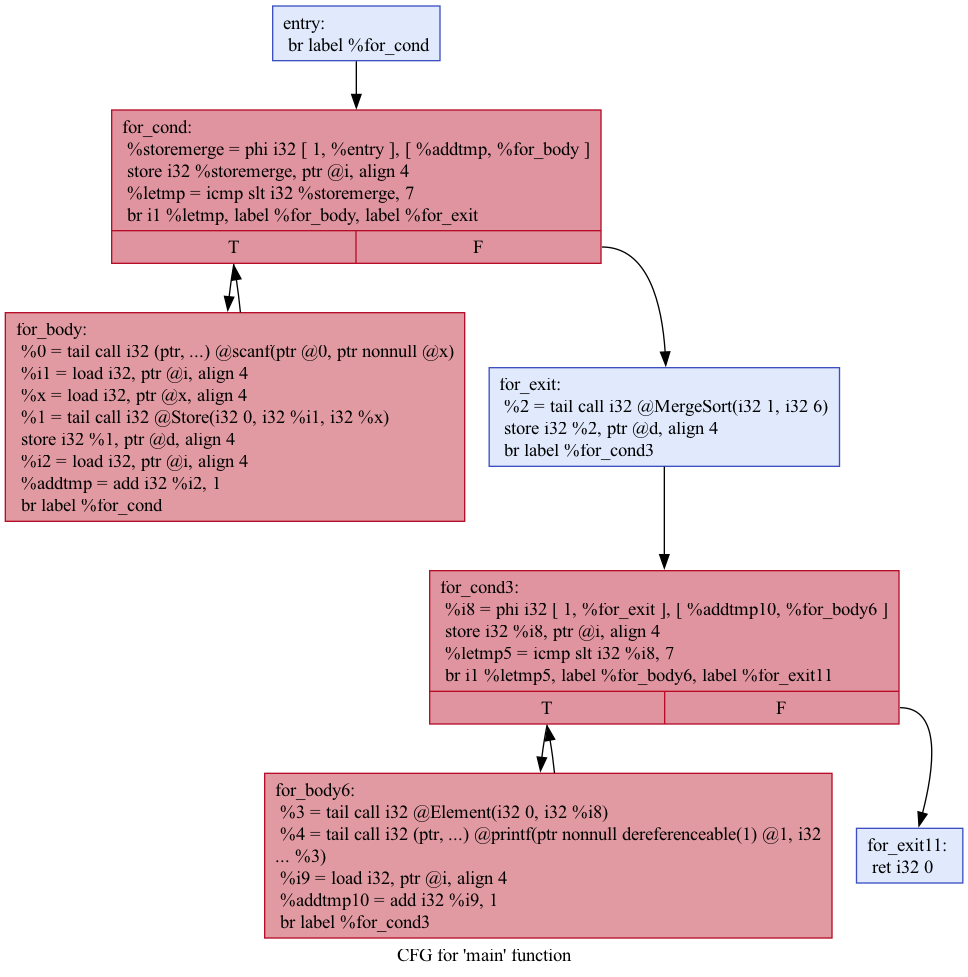 entry:
br label %for_cond
for_cond:
%storemerge = phi i32 [ 1, %entry ], [ %addtmp, %for_body ]
store i32 %storemerge, ptr @i, align 4
%letmp = icmp slt i32 %storemerge, 7
br i1 %letmp, label %for_body, label %for_exit
T
F
for_body:
%0 = tail call i32 (ptr, ...) @scanf(ptr @0, ptr nonnull @x)
%i1 = load i32, ptr @i, align 4
%x = load i32, ptr @x, align 4
%1 = tail call i32 @Store(i32 0, i32 %i1, i32 %x)
store i32 %1, ptr @d, align 4
%i2 = load i32, ptr @i, align 4
%addtmp = add i32 %i2, 1
br label %for_cond
for_exit:
%2 = tail call i32 @MergeSort(i32 1, i32 6)
store i32 %2, ptr @d, align 4
br label %for_cond3
for_cond3:
%i8 = phi i32 [ 1, %for_exit ], [ %addtmp10, %for_body6 ]
store i32 %i8, ptr @i, align 4
%letmp5 = icmp slt i32 %i8, 7
br i1 %letmp5, label %for_body6, label %for_exit11
T
F
for_body6:
%3 = tail call i32 @Element(i32 0, i32 %i8)
%4 = tail call i32 (ptr, ...) @printf(ptr nonnull dereferenceable(1) @1, i32
... %3)
%i9 = load i32, ptr @i, align 4
%addtmp10 = add i32 %i9, 1
br label %for_cond3
for_exit11:
ret i32 0
CFG for 'main' function